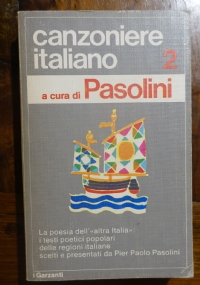 canzoniere
italiano 2
a cura di Pasolini
La poesia dell'«altra Italia»:
i testi poetici popolari
delle regioni italiane
scelti e presentati da Pier Paolo Pasolini
i Garzanti